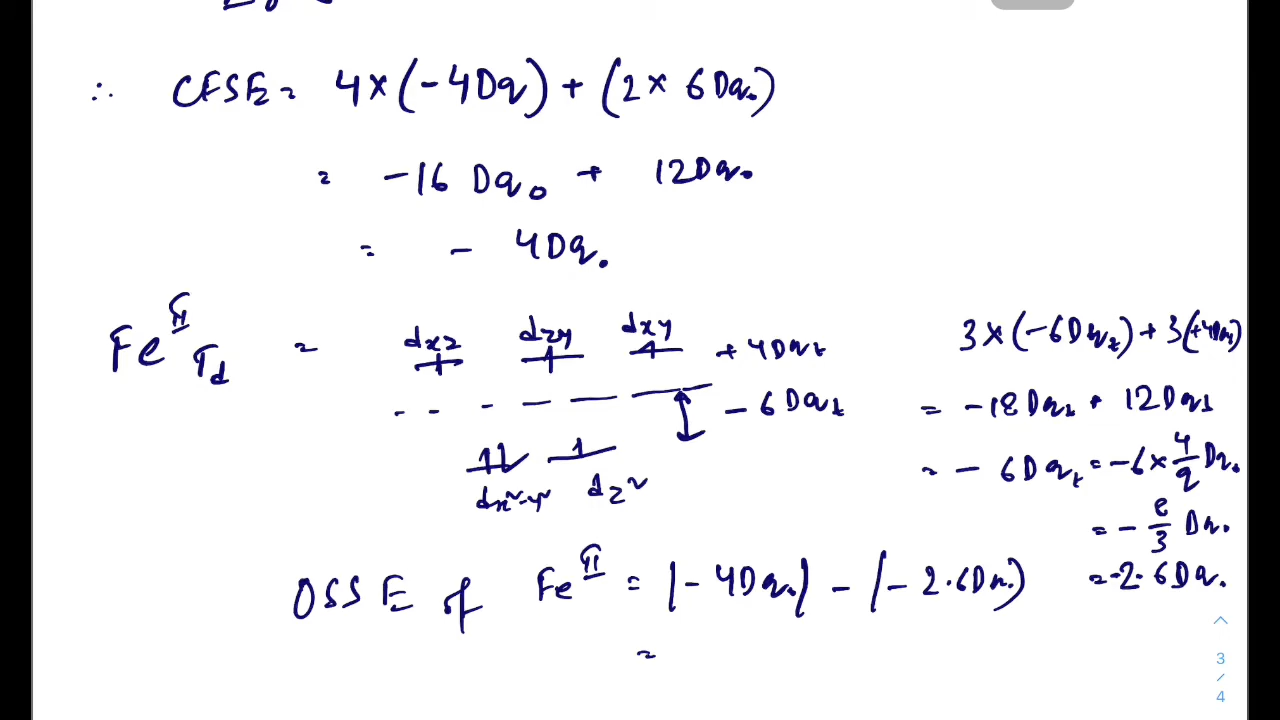 ∴ CFSE = 4×(-4Dq) + (2 × 6Dq₀)
= -16 Dq₀ + 12Dq₀
= - 4Dq₀
Fe^II Td = dxz dzy dxy + 4Dqt
- 6Dqt
dx²-y² dz²
3×(-6Dqt) + 3(+4Dqt)
= -18Dqt + 12Dqt
= - 6Dqt = -6 × 4/9 Dq₀
= - 8/3 Dq₀
= -2.6Dq₀
OSSE of Fe^II = |-4Dq₀| - |-2.6Dq₀|
=
3
/
4